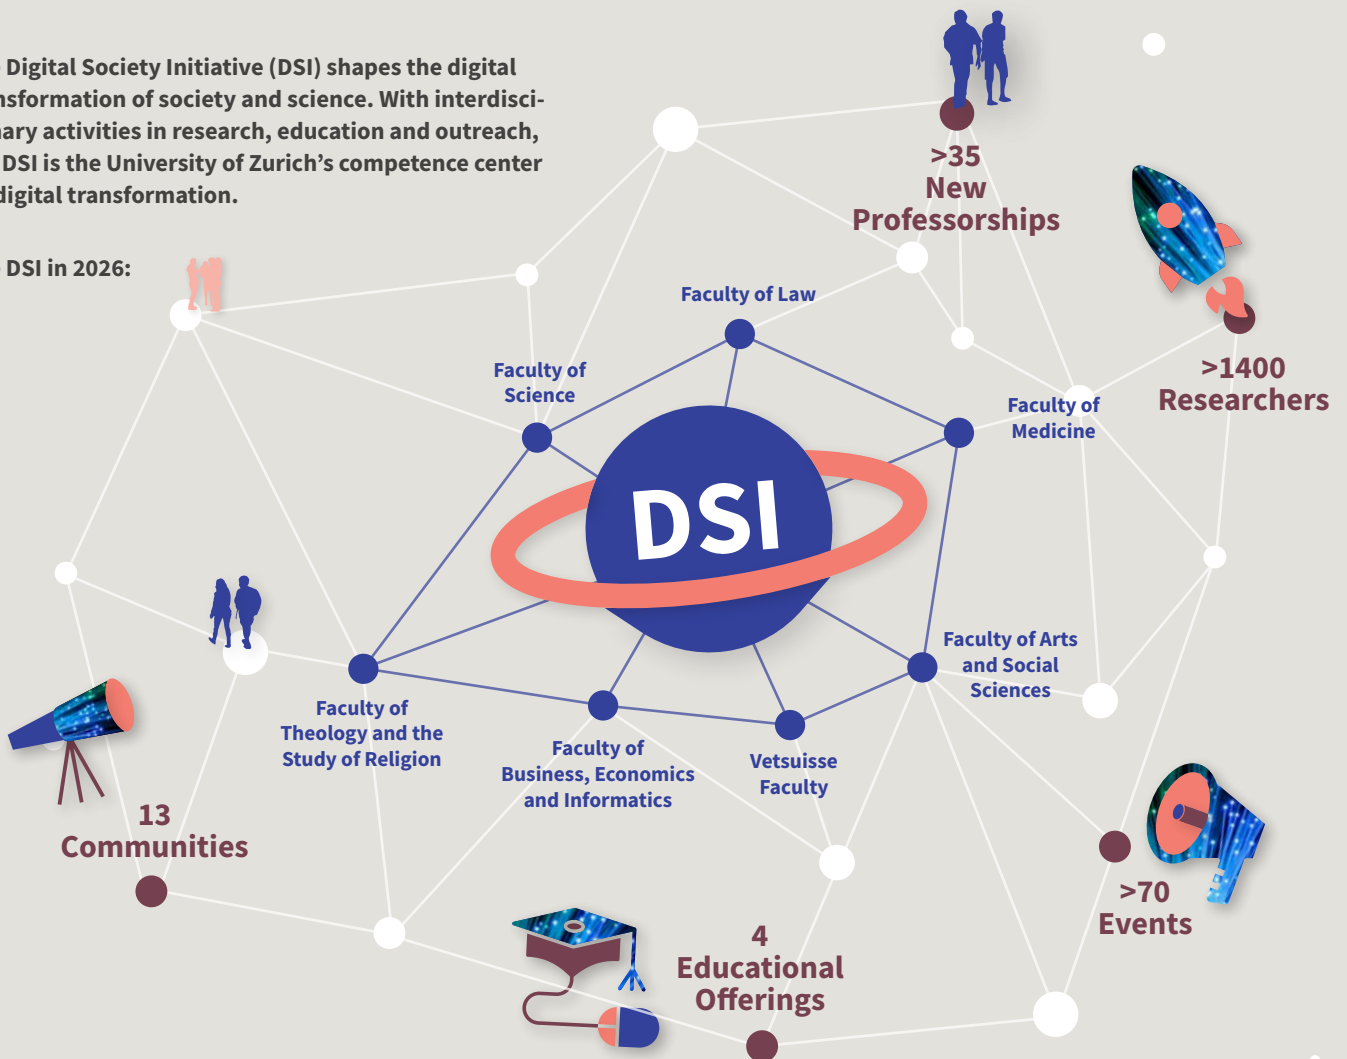 Digital Society Initiative (DSI) shapes the digital
nsformation of society and science. With interdisci-
nary activities in research, education and outreach,
DSI is the University of Zurich’s competence center
digital transformation.
DSI in 2026:
>35
New
Professorships
>1400
Researchers
Faculty of Law
Faculty of
Science
Faculty of
Medicine
DSI
Faculty of Arts
and Social
Sciences
Faculty of
Theology and the
Study of Religion
Faculty of
Business, Economics
and Informatics
Vetsuisse
Faculty
13
Communities
>70
Events
4
Educational
Offerings